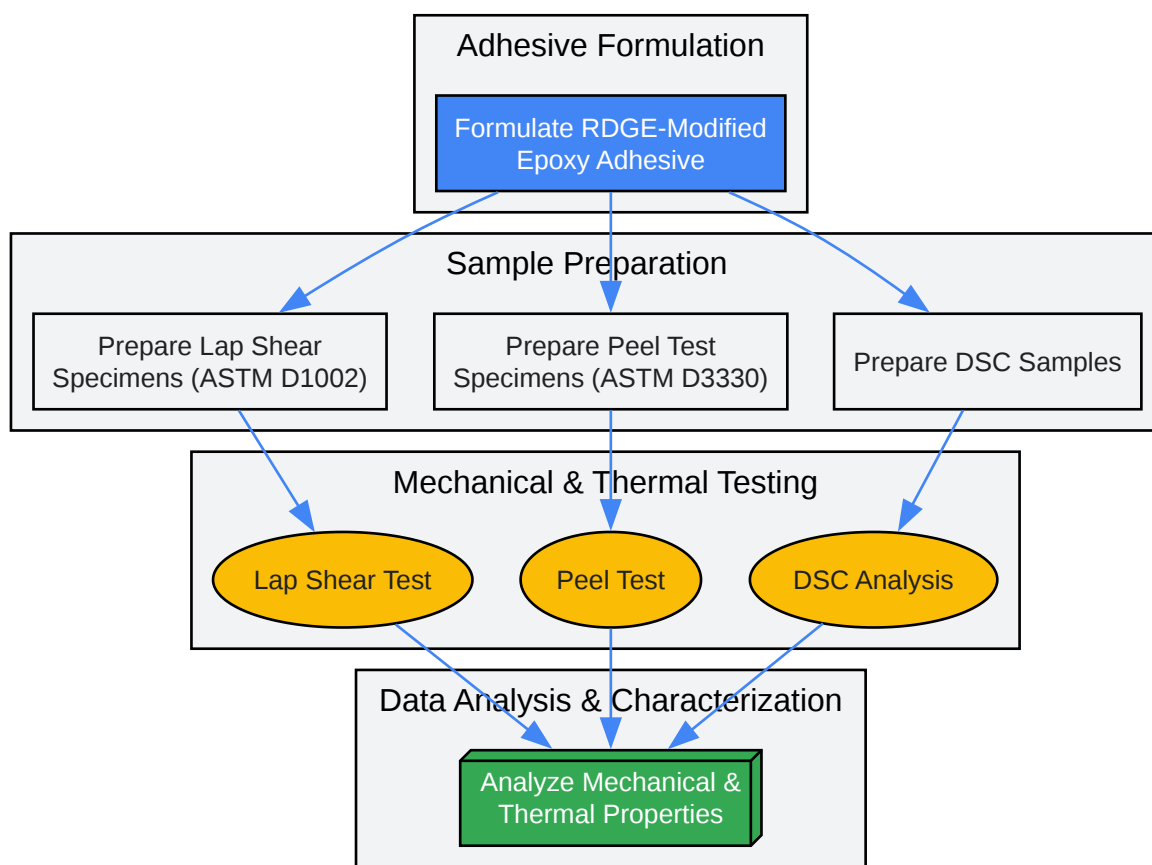 Adhesive Formulation
Formulate RDGE-Modified
Epoxy Adhesive
Sample Preparation
Prepare Lap Shear
Specimens (ASTM D1002)
Prepare Peel Test
Specimens (ASTM D3330)
Prepare DSC Samples
Mechanical & Thermal Testing
Lap Shear Test
Peel Test
DSC Analysis
Data Analysis & Characterization
Analyze Mechanical &
Thermal Properties